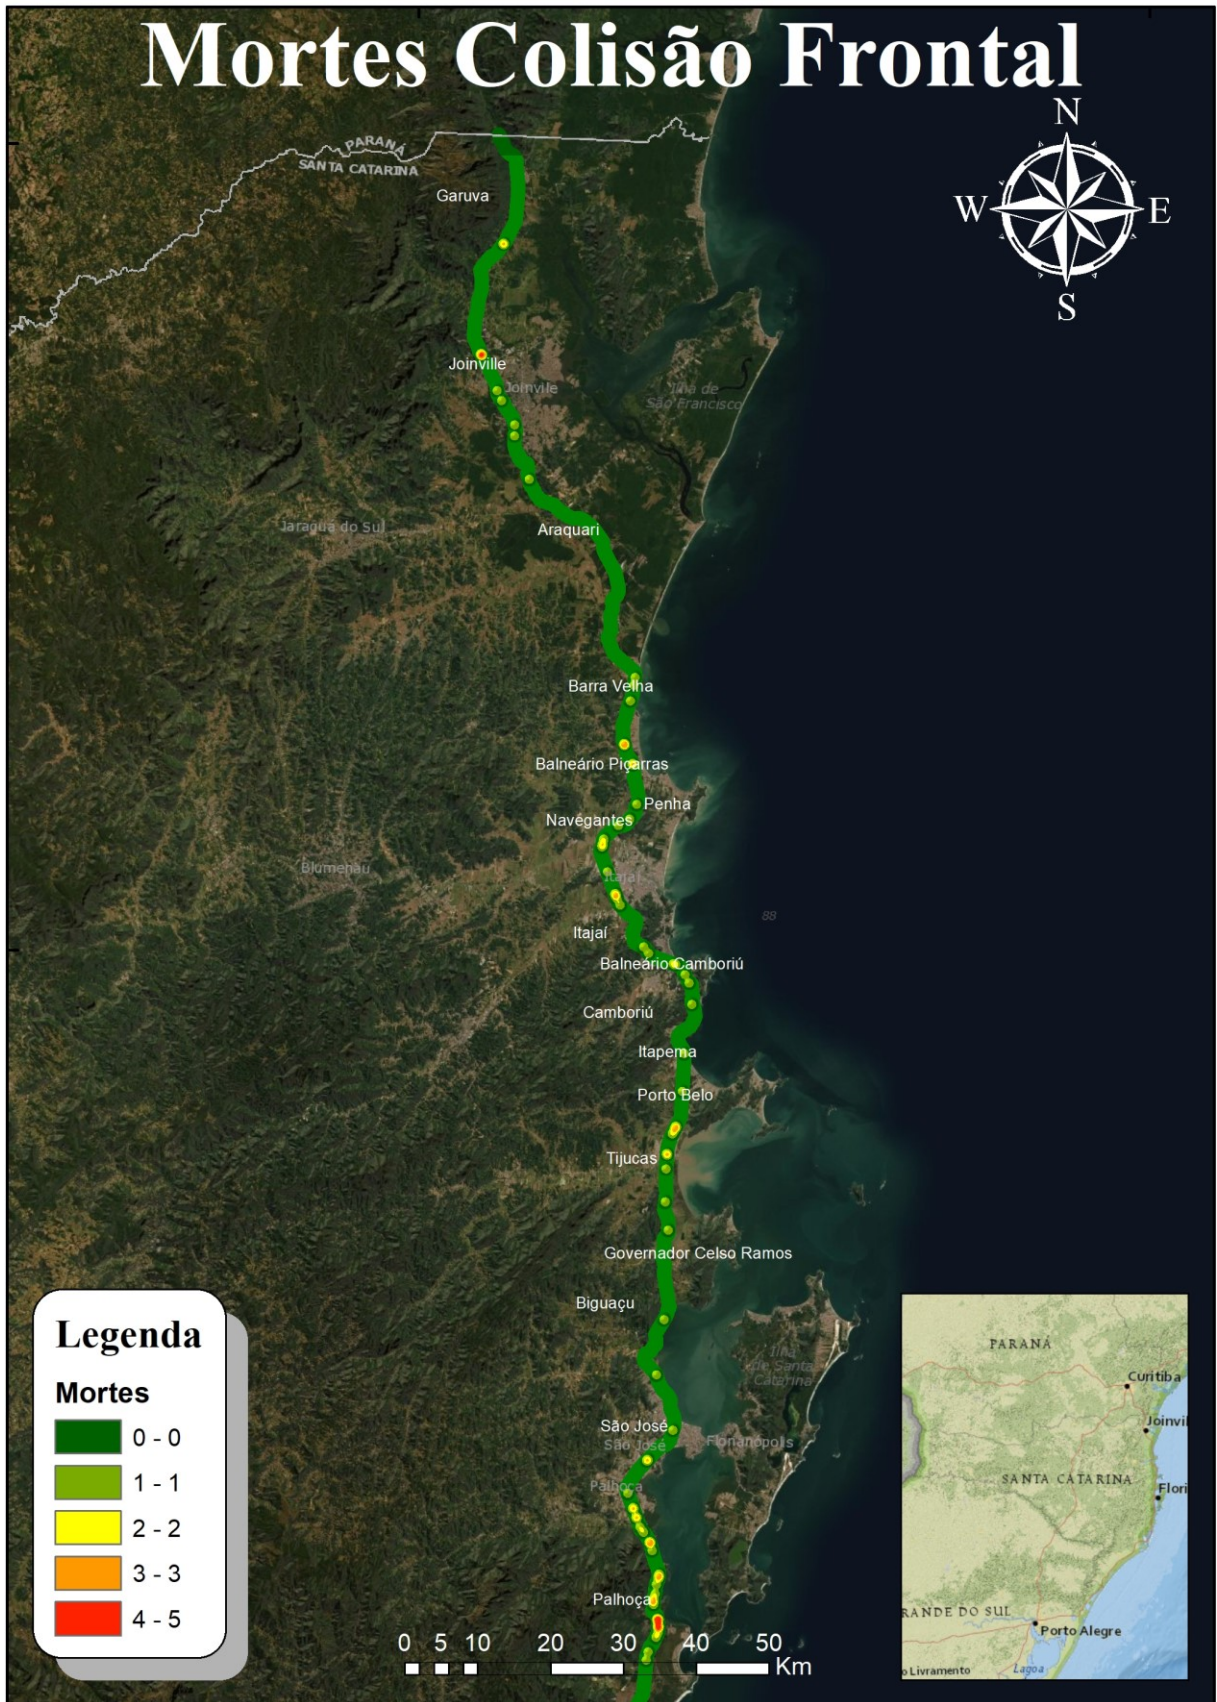 Mortes Colisão Frontal
N
W
E
S
PARANÁ
SANTA CATARINA
Garuva
Joinville
Joinvile
Ilha de
São Francisco
Jaraguá do Sul
Araquari
Barra Velha
Balneário Piçarras
Penha
Navegantes
Blumenau
Itajaí
88
Itajaí
Balneário Camboriú
Camboriú
Itapema
Porto Belo
Tijucas
Governador Celso Ramos
Biguaçu
Ilha
de Santa
Catarina
São José
Florianópolis
São José
Palhoça
Palhoça
Legenda
Mortes
0 - 0
1 - 1
2 - 2
3 - 3
4 - 5
0 5 10 20 30 40 50
Km
PARANÁ
Curitiba
Joinvil
SANTA CATARINA
Flori
RANDE DO SUL
Porto Alegre
o Livramento
Lagoa